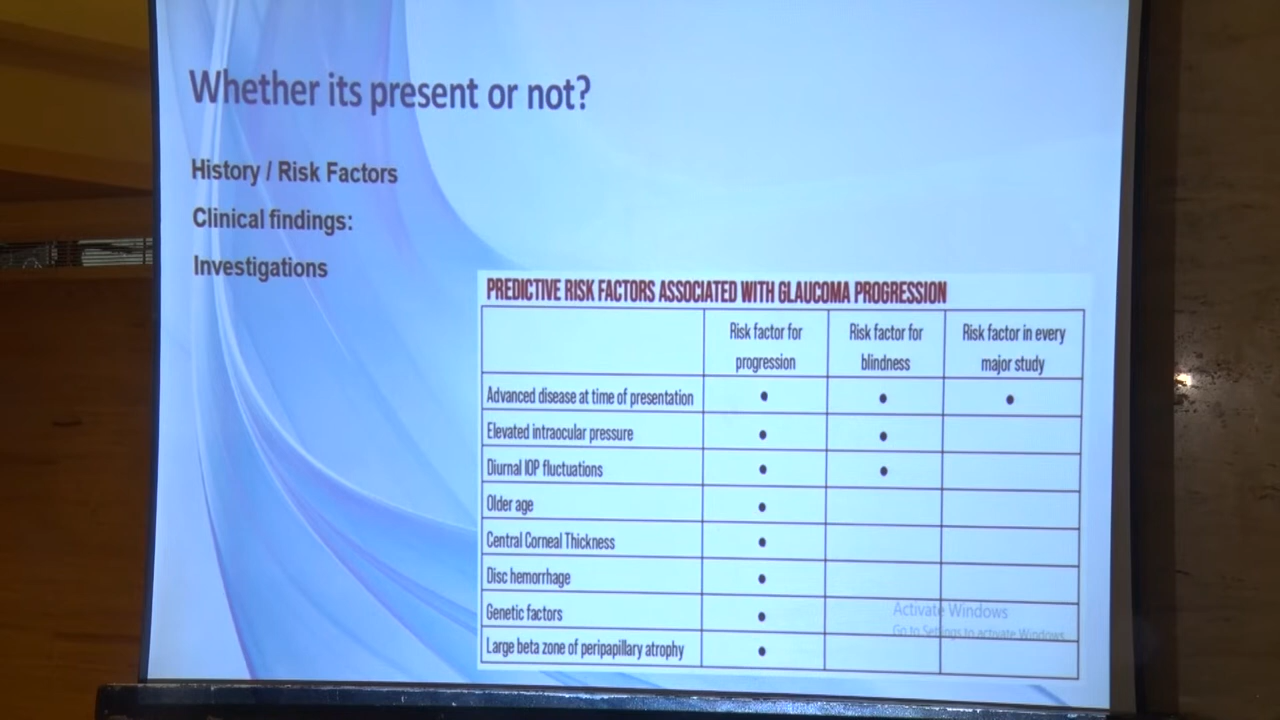 Whether its present or not?
History / Risk Factors
Clinical findings:
Investigations
PREDICTIVE RISK FACTORS ASSOCIATED WITH GLAUCOMA PROGRESSION
Risk factor for progression
Risk factor for blindness
Risk factor in every major study
Advanced disease at time of presentation • • •
Elevated intraocular pressure • •
Diurnal IOP fluctuations • •
Older age •
Central Corneal Thickness •
Disc hemorrhage •
Genetic factors •
Large beta zone of peripapillary atrophy •
Activate Windows
Go to Settings to activate Windows.